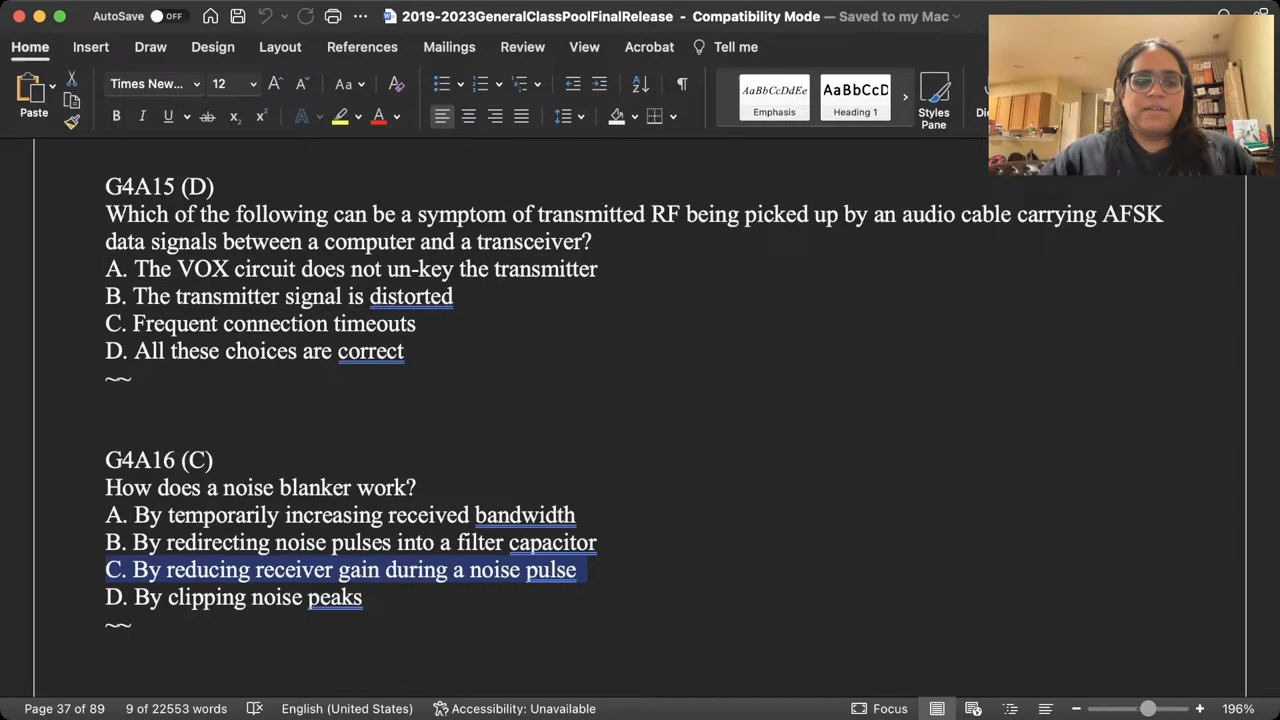 AutoSave OFF 2019-2023GeneralClassPoolFinalRelease - Compatibility Mode — Saved to my Mac
Home Insert Draw Design Layout References Mailings Review View Acrobat Tell me
Paste Times New... 12 Aa AaBbCcDdEe AaBbCcD Styles
B I U ab x2 x2 A A Emphasis Heading 1 Pane
G4A15 (D)
Which of the following can be a symptom of transmitted RF being picked up by an audio cable carrying AFSK
data signals between a computer and a transceiver?
A. The VOX circuit does not un-key the transmitter
B. The transmitter signal is distorted
C. Frequent connection timeouts
D. All these choices are correct
~~
G4A16 (C)
How does a noise blanker work?
A. By temporarily increasing received bandwidth
B. By redirecting noise pulses into a filter capacitor
C. By reducing receiver gain during a noise pulse
D. By clipping noise peaks
~~
Page 37 of 89 9 of 22553 words English (United States) Accessibility: Unavailable Focus 196%